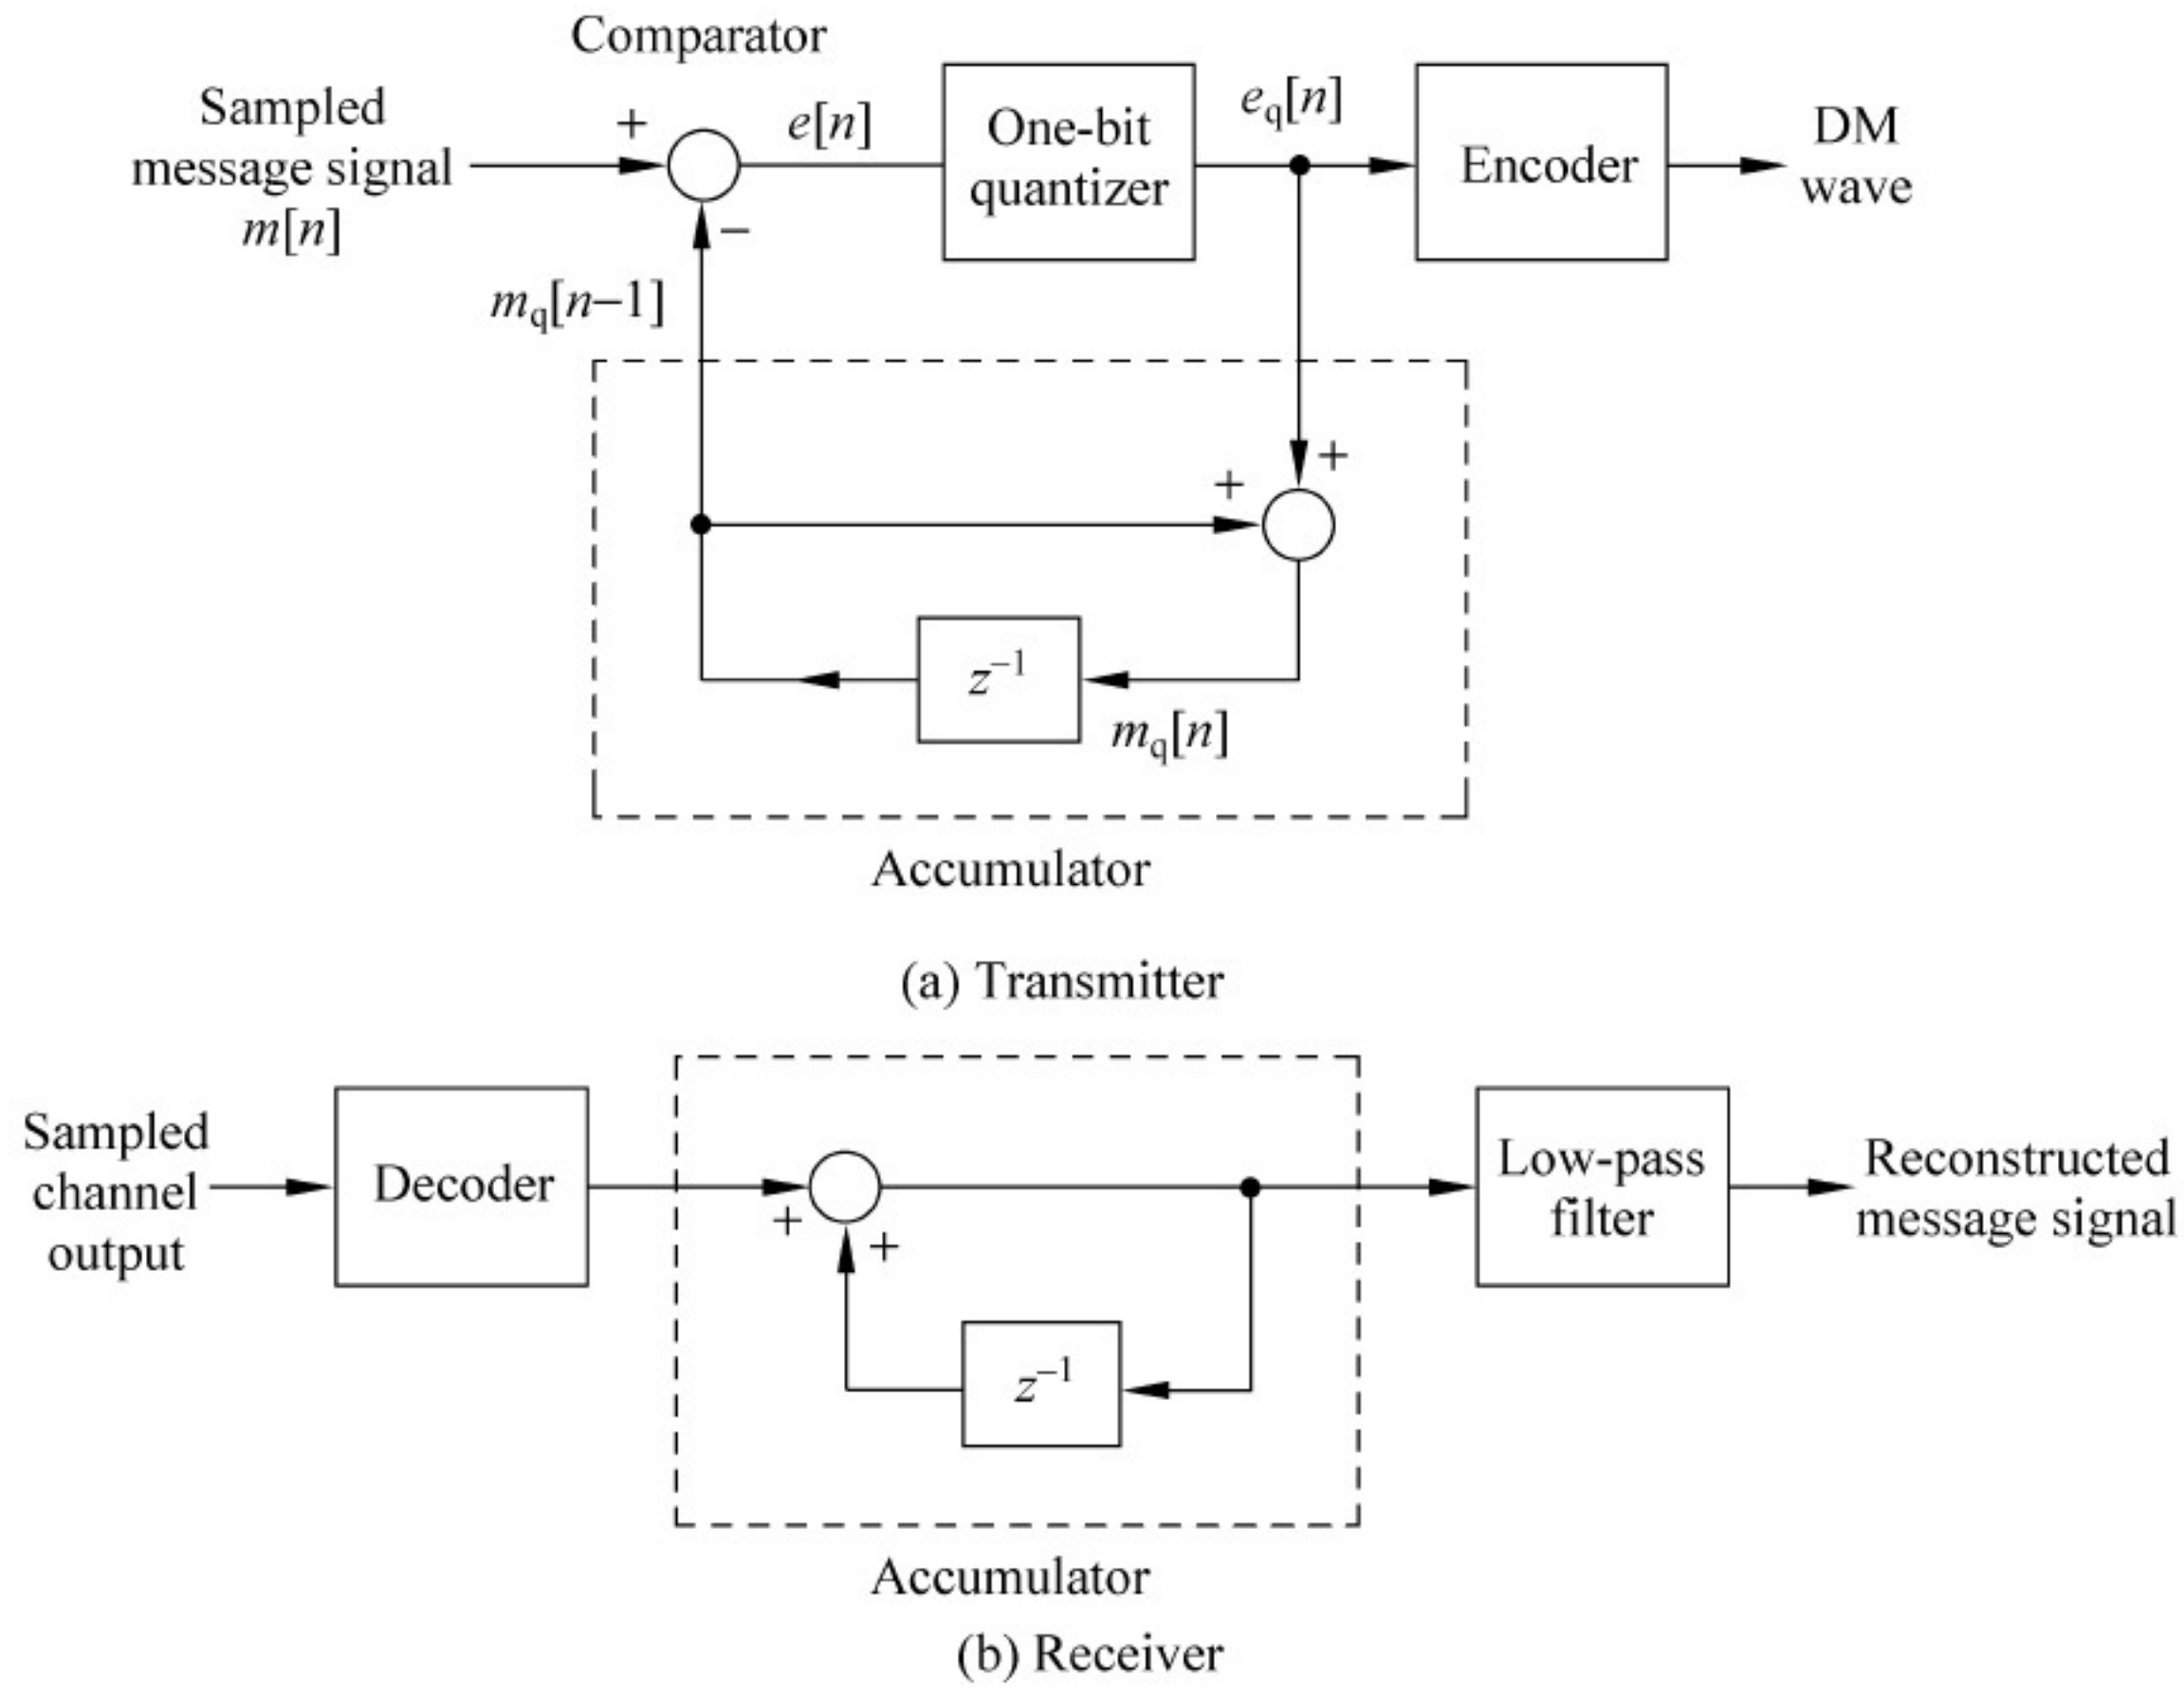 Comparator
Sampled
message signal
m[n]
+
−
e[n]
One-bit
quantizer
eq[n]
Encoder
DM
wave
mq[n−1]
+
+
z−1
mq[n]
Accumulator
(a) Transmitter
Sampled
channel
output
Decoder
+
+
z−1
Low-pass
filter
Reconstructed
message signal
Accumulator
(b) Receiver